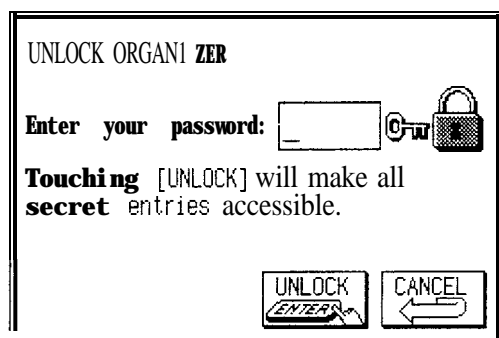 UNLOCK ORGAN1 ZER
Enter your password: _
Touching [UNLOCK] will make all
secret entries accessible.
UNLOCK CANCEL
ENTER